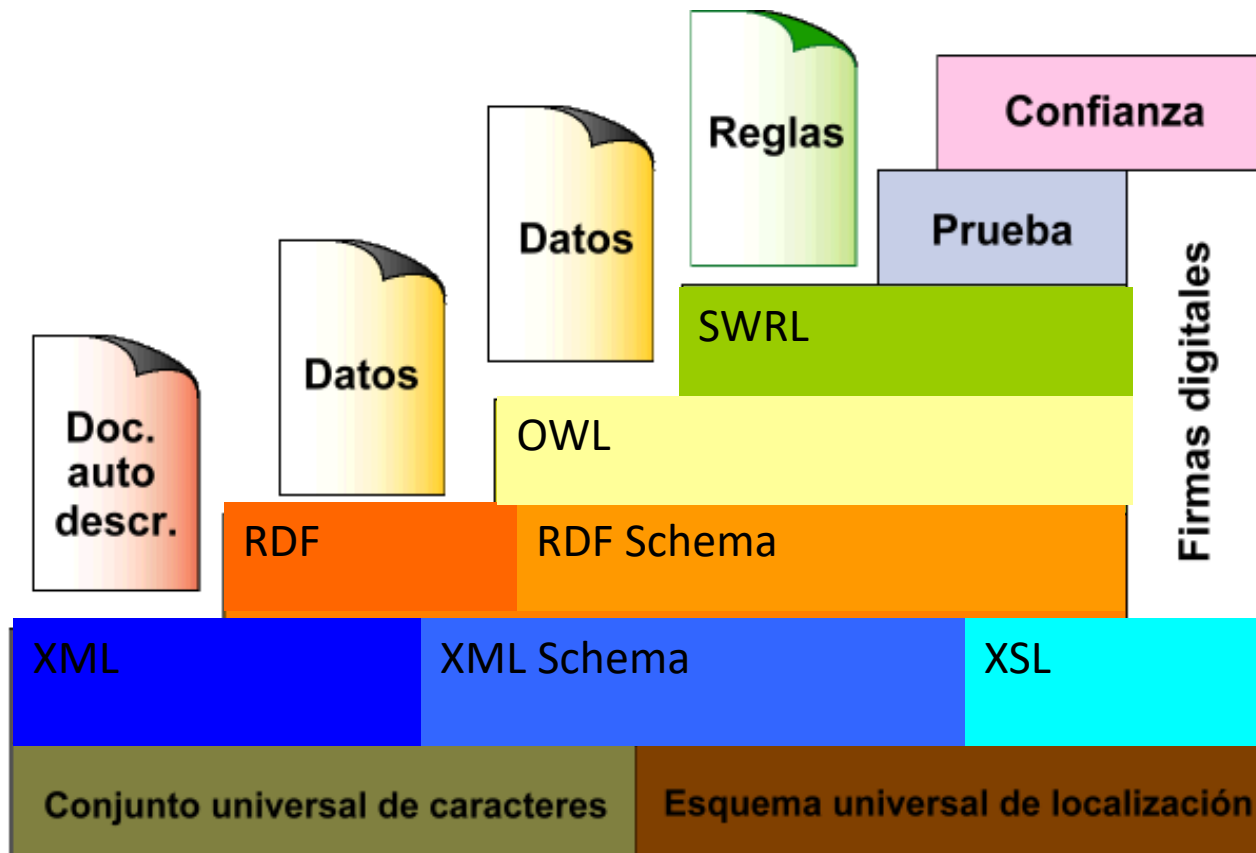 Reglas
Confianza
Datos
Prueba
Datos
SWRL
Firmas digitales
Doc.
auto
descr.
OWL
RDF
RDF Schema
XML
XML Schema
XSL
Conjunto universal de caracteres
Esquema universal de localización